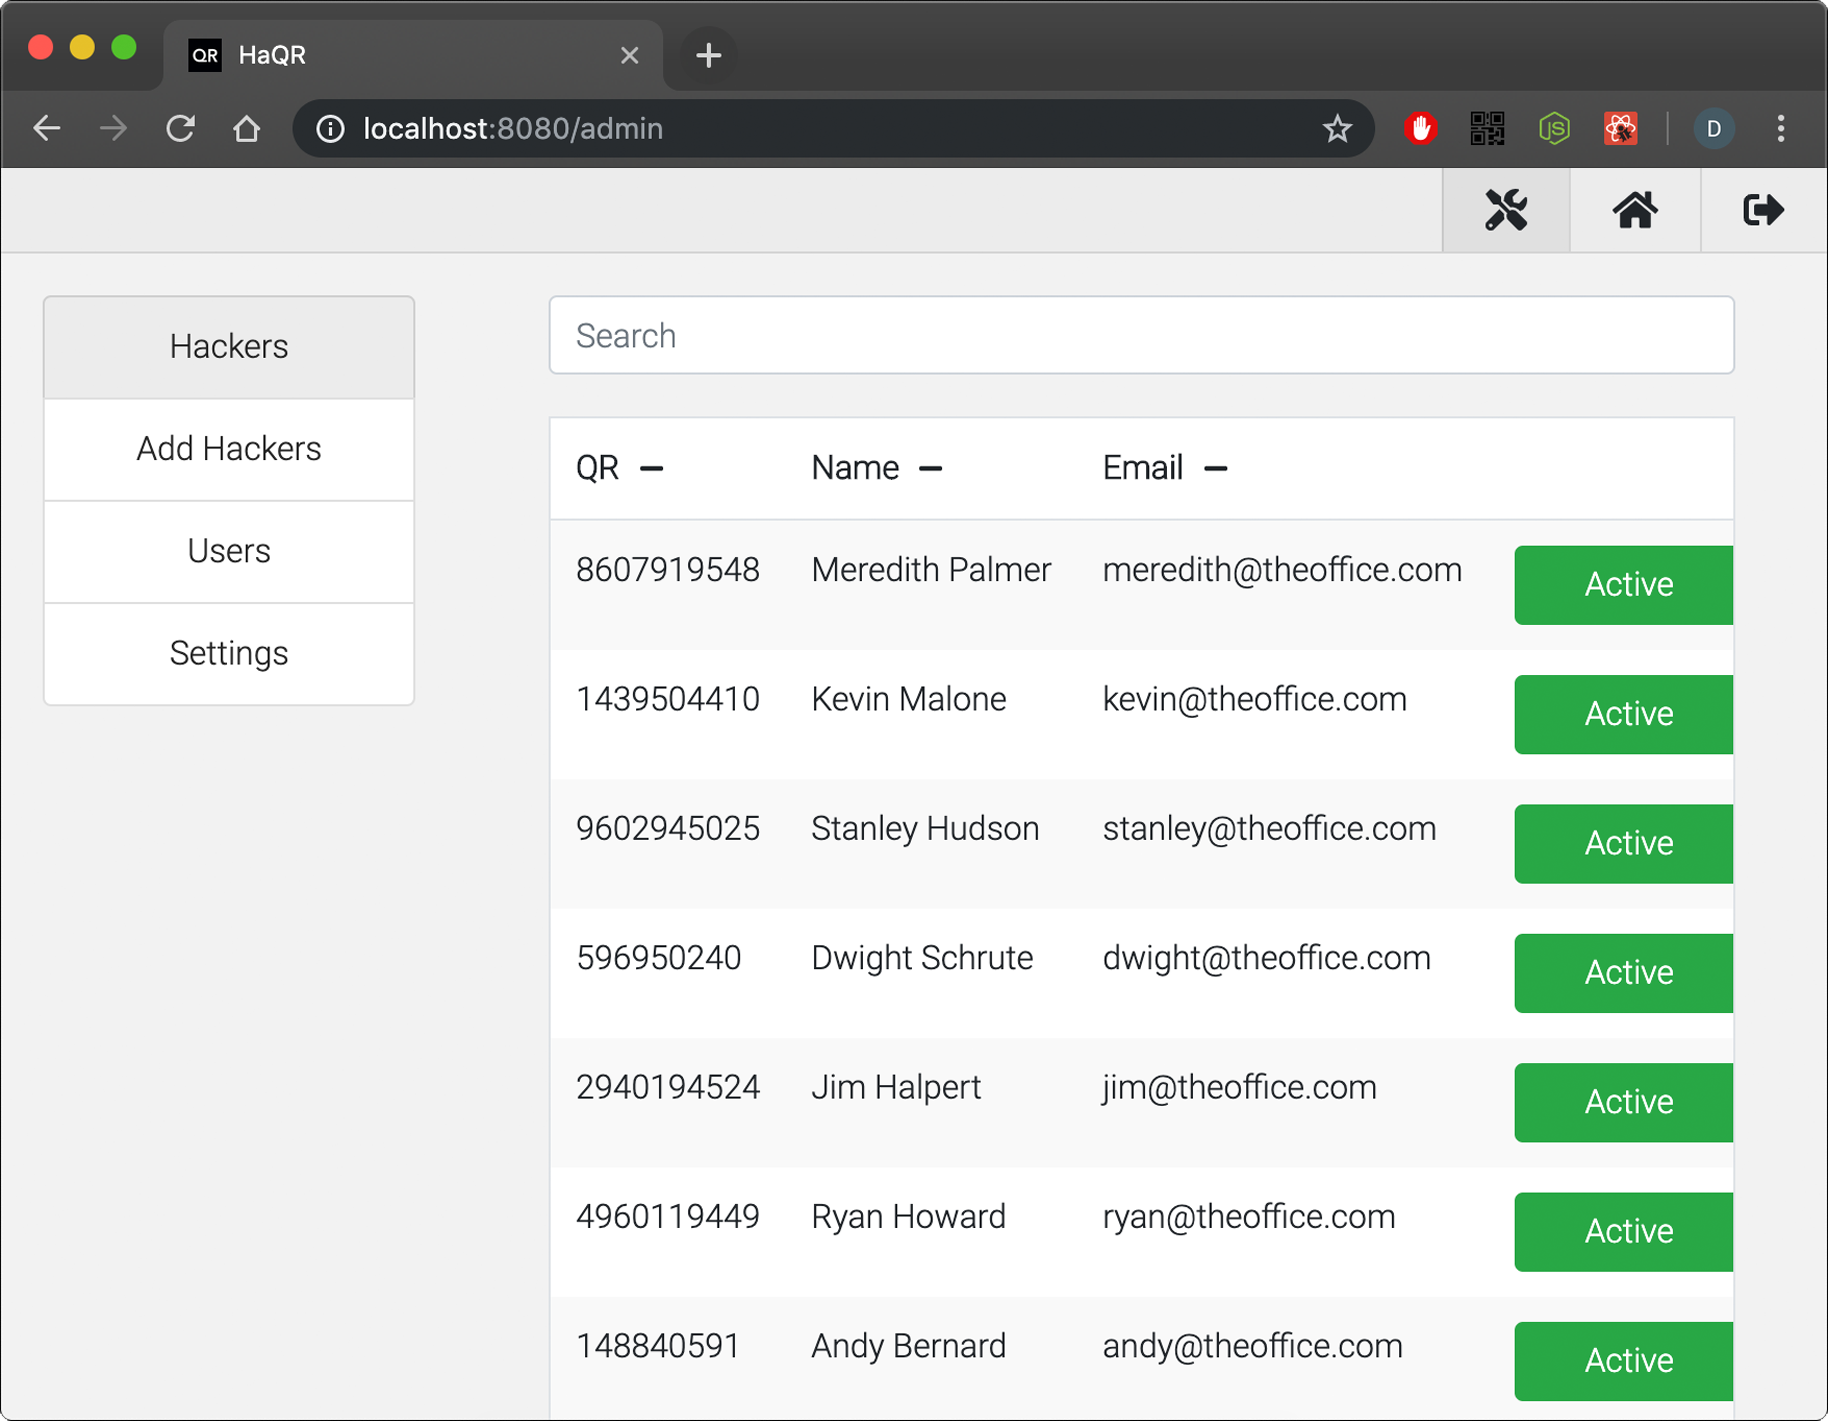 QR HaQR
localhost:8080/admin
JS
D
Hackers
Add Hackers
Users
Settings
Search
QR Name Email
8607919548 Meredith Palmer meredith@theoffice.com Active
1439504410 Kevin Malone kevin@theoffice.com Active
9602945025 Stanley Hudson stanley@theoffice.com Active
596950240 Dwight Schrute dwight@theoffice.com Active
2940194524 Jim Halpert jim@theoffice.com Active
4960119449 Ryan Howard ryan@theoffice.com Active
148840591 Andy Bernard andy@theoffice.com Active